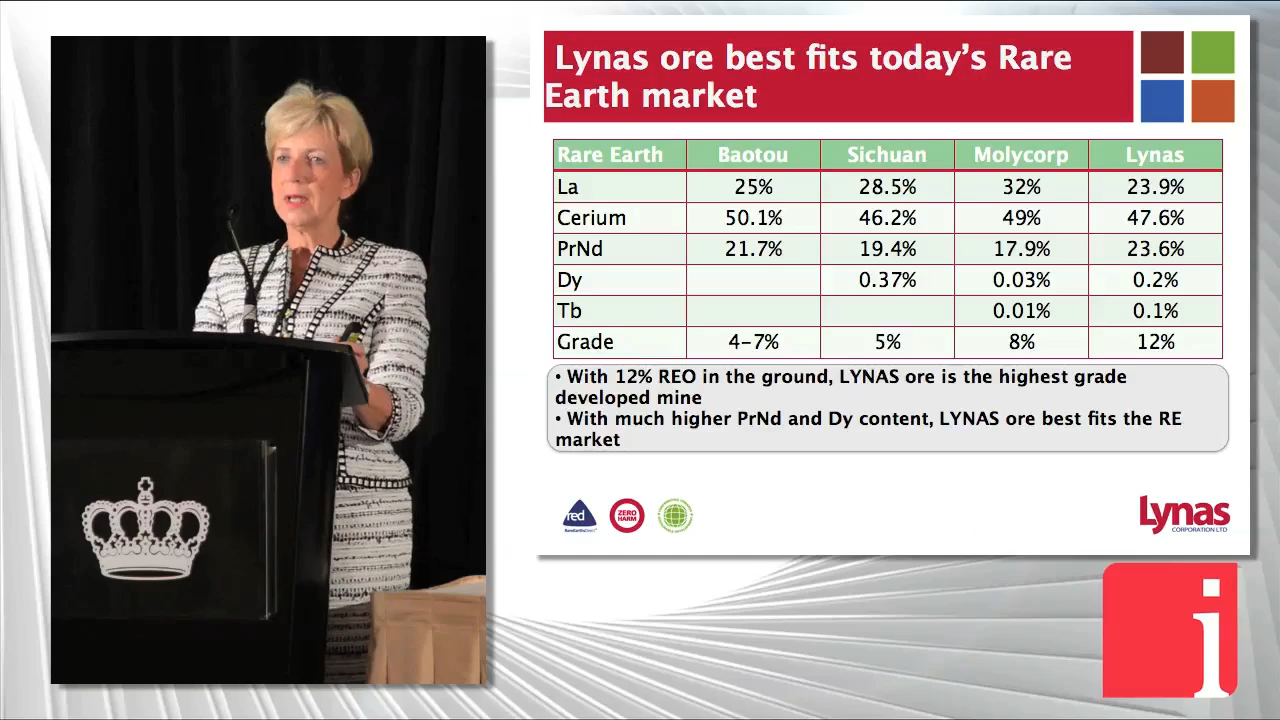 Lynas ore best fits today's Rare
Earth market
Rare Earth Baotou Sichuan Molycorp Lynas
La 25% 28.5% 32% 23.9%
Cerium 50.1% 46.2% 49% 47.6%
PrNd 21.7% 19.4% 17.9% 23.6%
Dy 0.37% 0.03% 0.2%
Tb 0.01% 0.1%
Grade 4-7% 5% 8% 12%
• With 12% REO in the ground, LYNAS ore is the highest grade
developed mine
• With much higher PrNd and Dy content, LYNAS ore best fits the RE
market
red
ZERO
HARM
Lynas
CORPORATION LTD
i